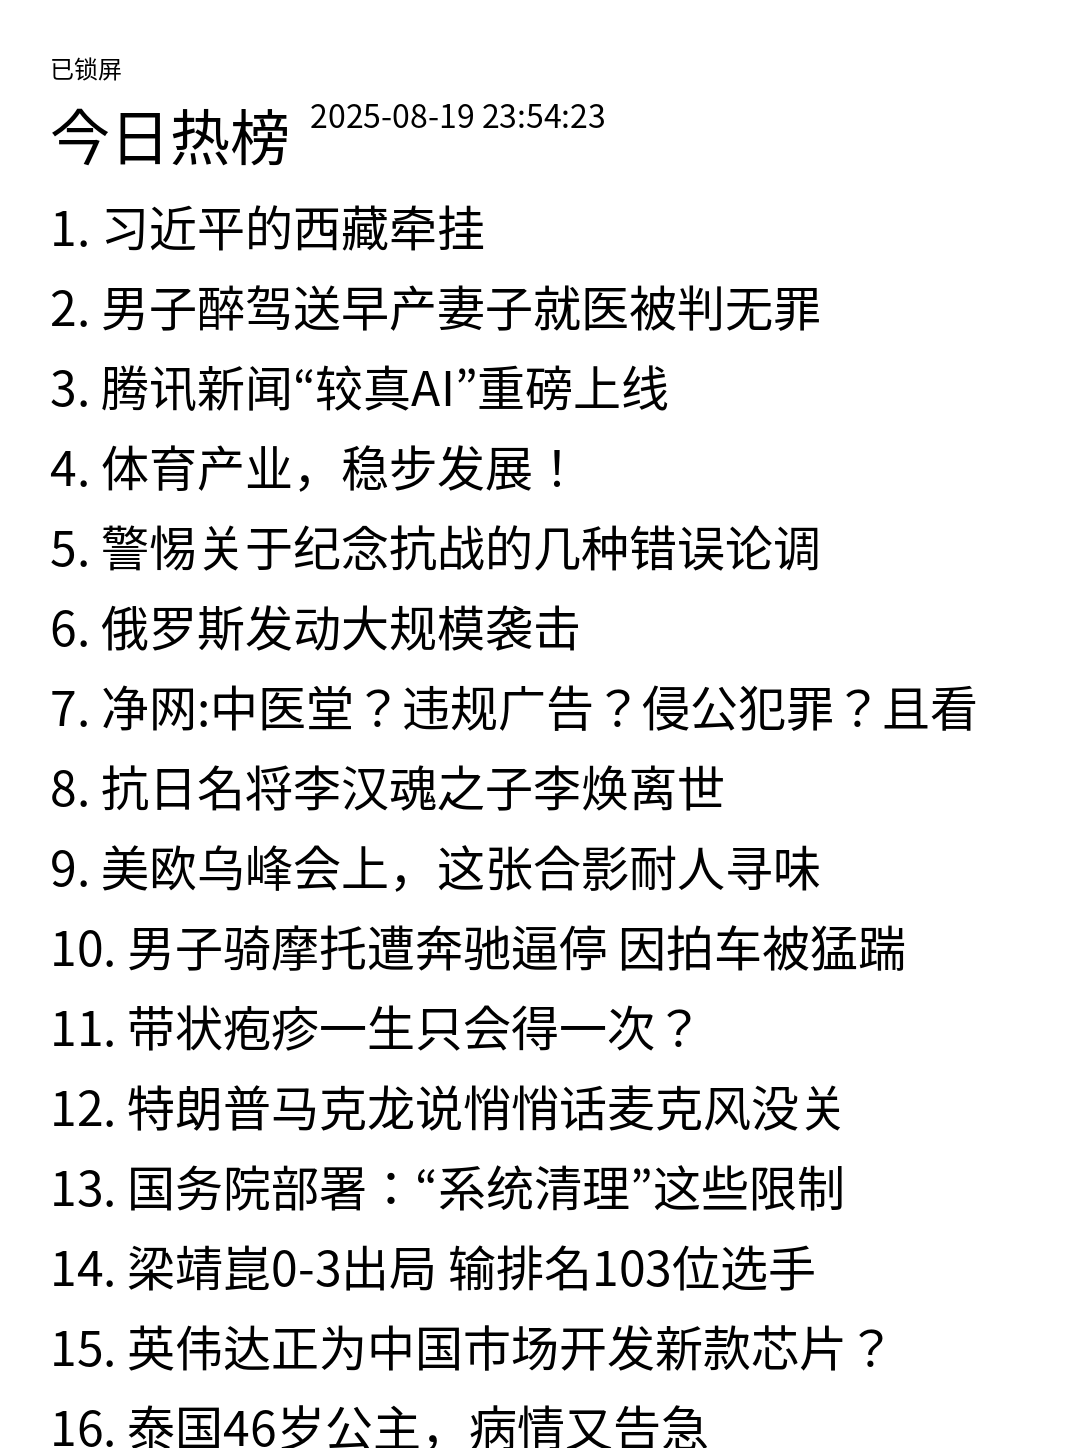 已锁屏
今日热榜 2025-08-19 23:54:23
1. 习近平的西藏牵挂
2. 男子醉驾送早产妻子就医被判无罪
3. 腾讯新闻“较真AI”重磅上线
4. 体育产业，稳步发展！
5. 警惕关于纪念抗战的几种错误论调
6. 俄罗斯发动大规模袭击
7. 净网:中医堂？违规广告？侵公犯罪？且看
8. 抗日名将李汉魂之子李焕离世
9. 美欧乌峰会上，这张合影耐人寻味
10. 男子骑摩托遭奔驰逼停 因拍车被猛踹
11. 带状疱疹一生只会得一次？
12. 特朗普马克龙说悄悄话麦克风没关
13. 国务院部署：“系统清理”这些限制
14. 梁靖崑0-3出局 输排名103位选手
15. 英伟达正为中国市场开发新款芯片？
16. 泰国46岁公主，病情又告急